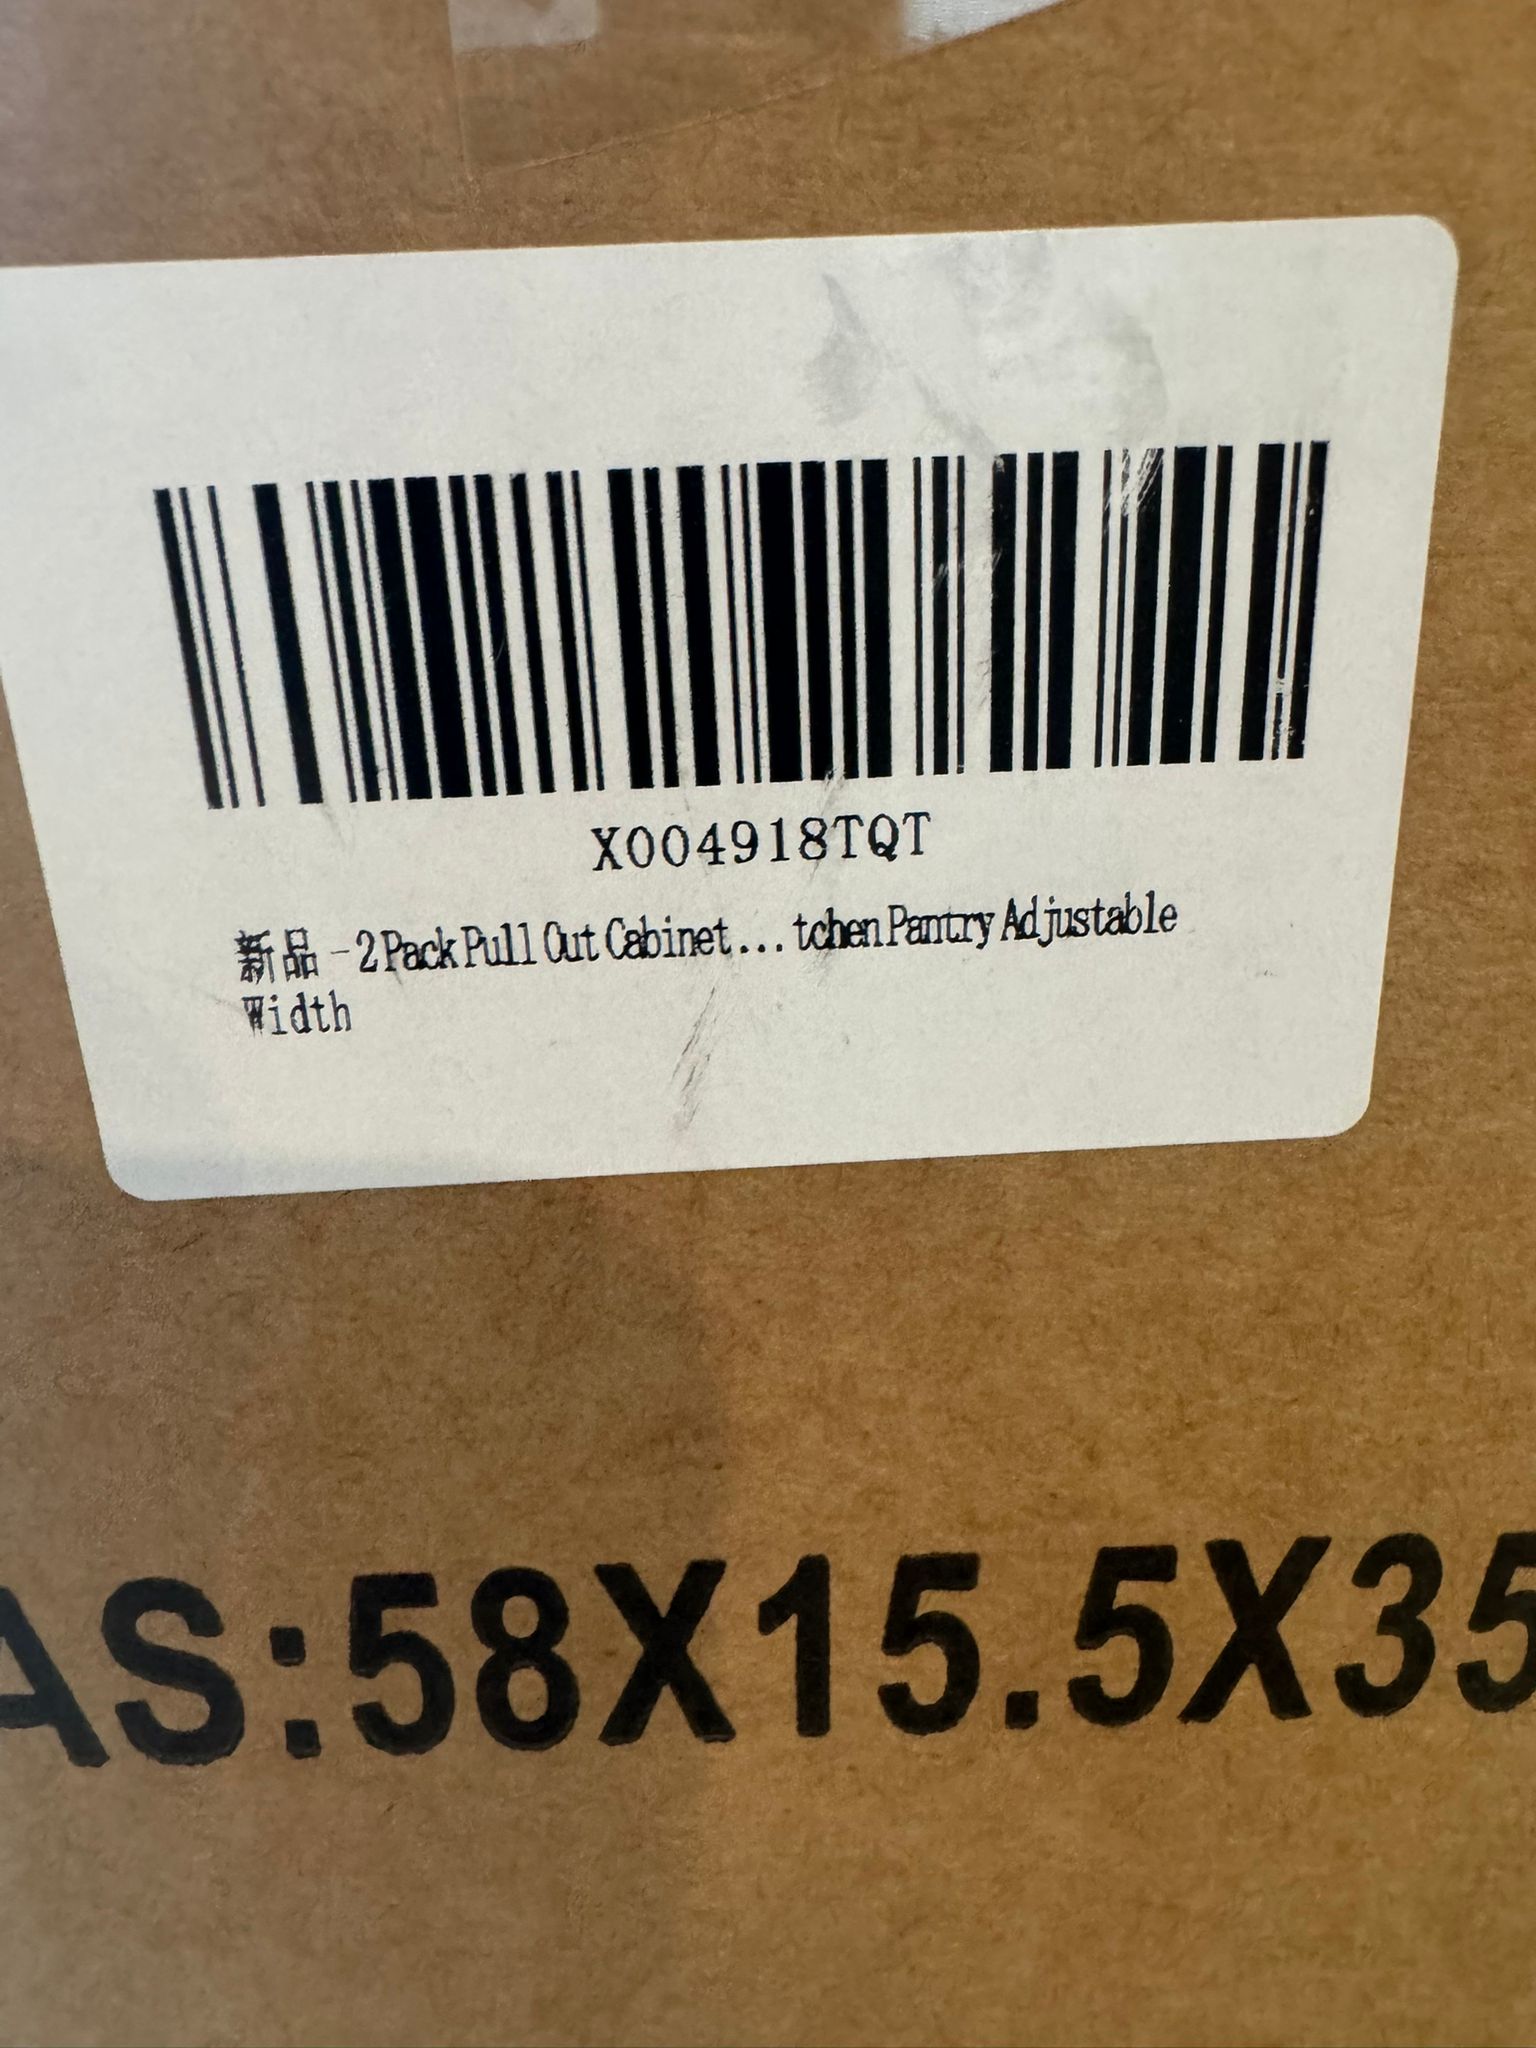 X004918TQT
新品 - 2 Pack Pull Out Cabinet ... tchen Pantry Adjustable
Width
AS:58X15.5X35